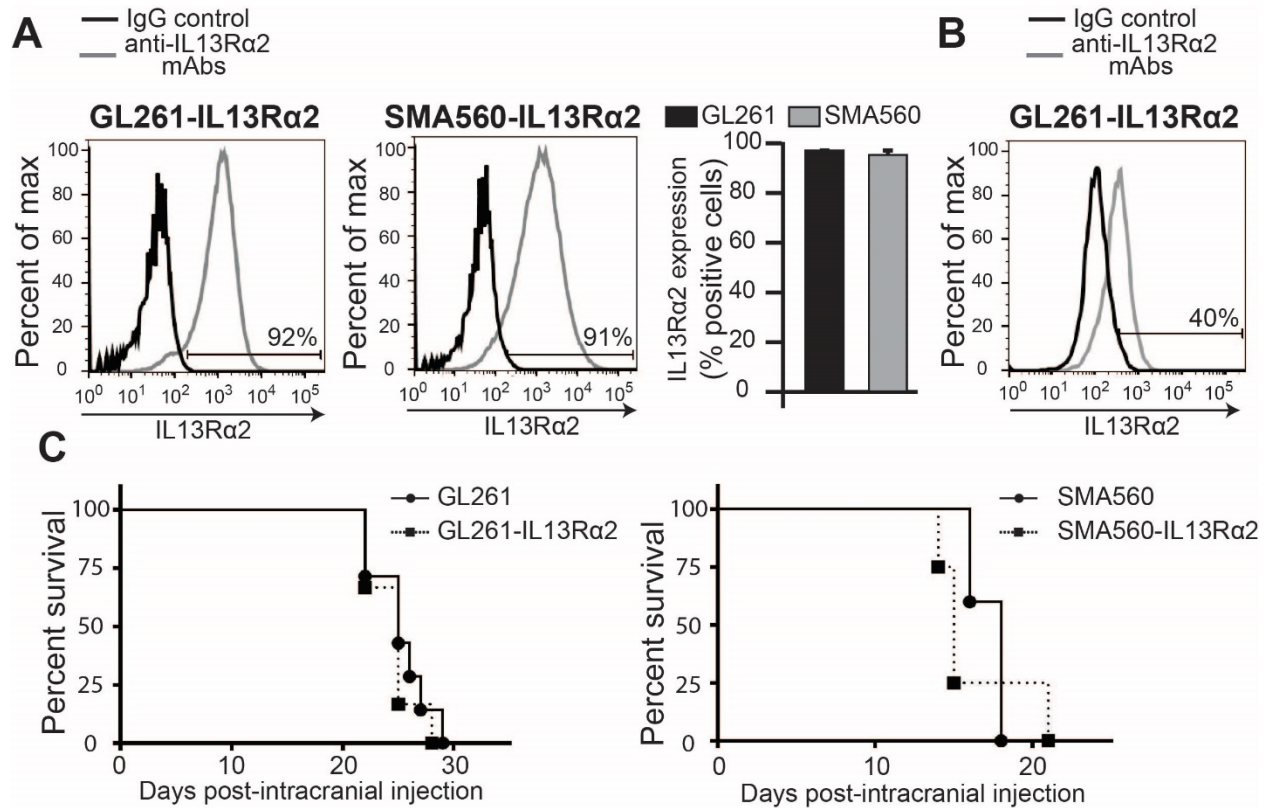 A
IgG control
anti-IL13Rα2
mAbs
GL261-IL13Rα2
Percent of max
100
80
60
40
20
0
92%
10⁰ 10¹ 10² 10³ 10⁴ 10⁵
IL13Rα2
SMA560-IL13Rα2
Percent of max
100
80
60
40
20
0
91%
10⁰ 10¹ 10² 10³ 10⁴ 10⁵
IL13Rα2
GL261 SMA560
IL13Rα2 expression
(% positive cells)
100
80
60
40
20
0
B
IgG control
anti-IL13Rα2
mAbs
GL261-IL13Rα2
Percent of max
100
80
60
40
20
0
40%
10⁰ 10¹ 10² 10³ 10⁴ 10⁵
IL13Rα2
C
GL261
GL261-IL13Rα2
Percent survival
100
75
50
25
0
0 10 20 30
Days post-intracranial injection
SMA560
SMA560-IL13Rα2
Percent survival
100
75
50
25
0
0 10 20
Days post-intracranial injection